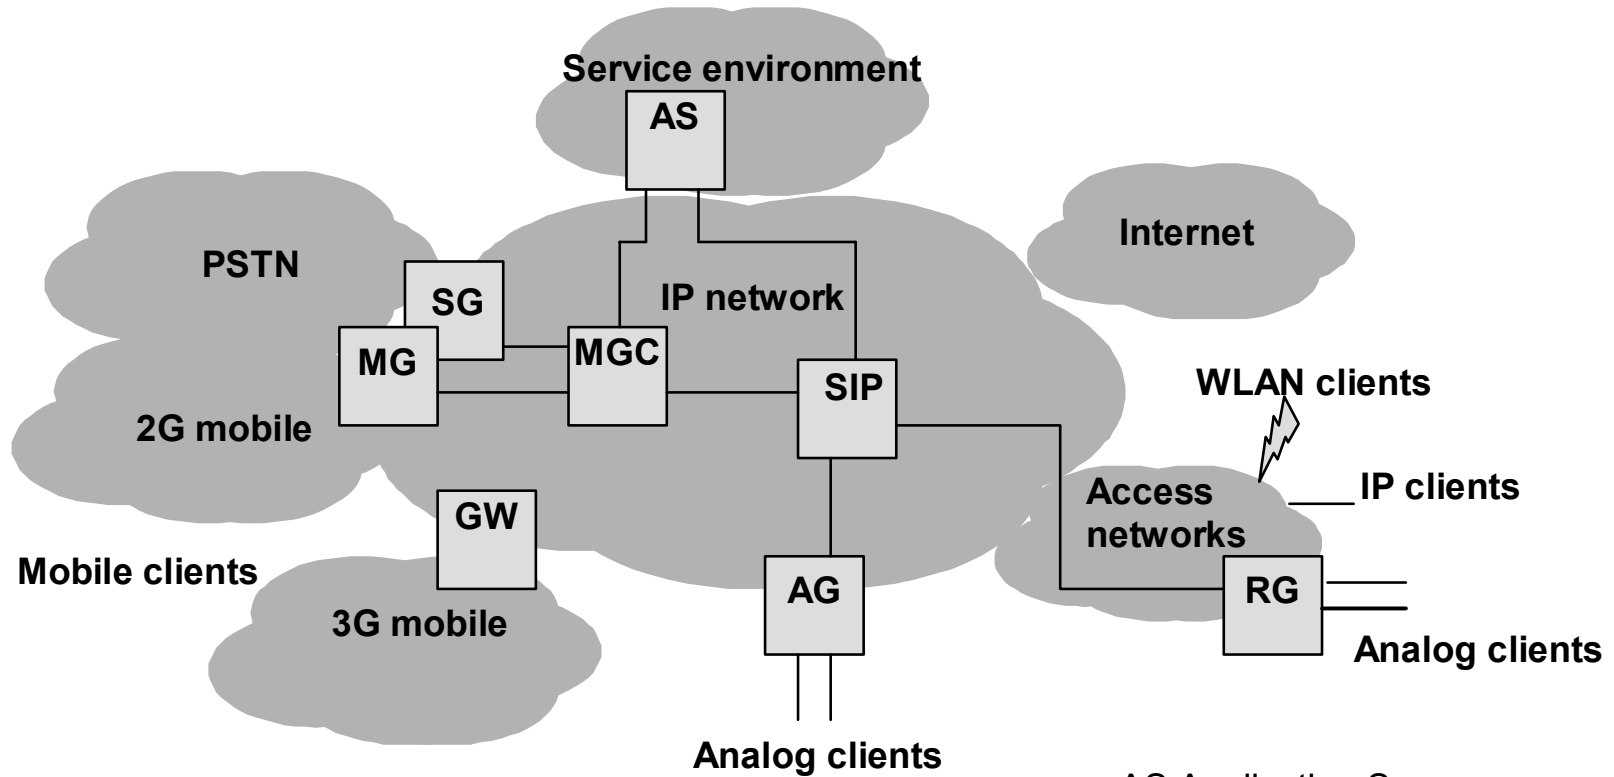 Service environment
AS
Internet
PSTN
SG
IP network
MGC
MG
SIP
WLAN clients
2G mobile
Access
networks
IP clients
GW
Mobile clients
AG
RG
3G mobile
Analog clients
Analog clients